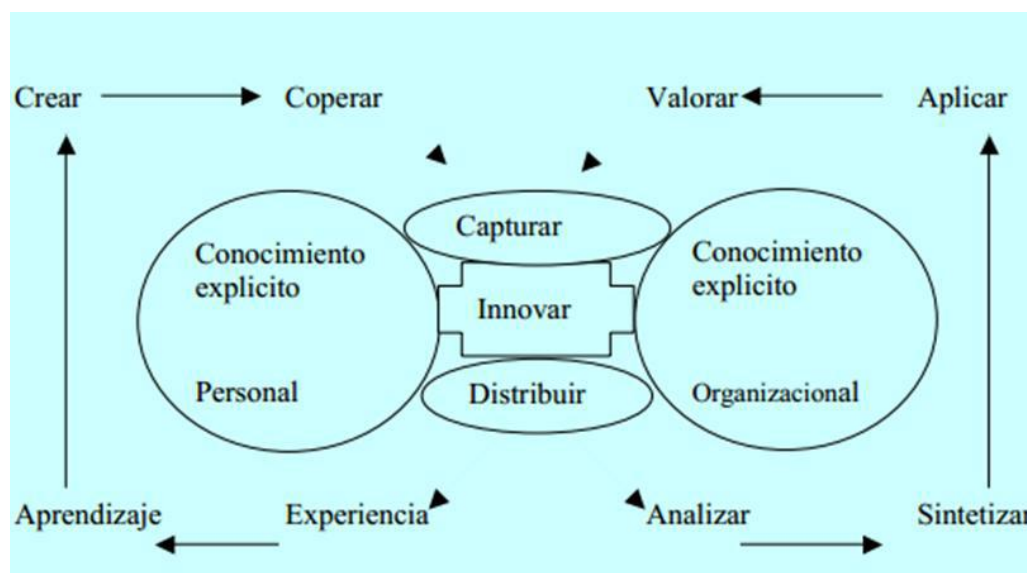 Crear Coperar Valorar Aplicar
Capturar
Conocimiento
explicito
Conocimiento
explicito
Innovar
Personal
Distribuir
Organizacional
Aprendizaje Experiencia Analizar Sintetizar